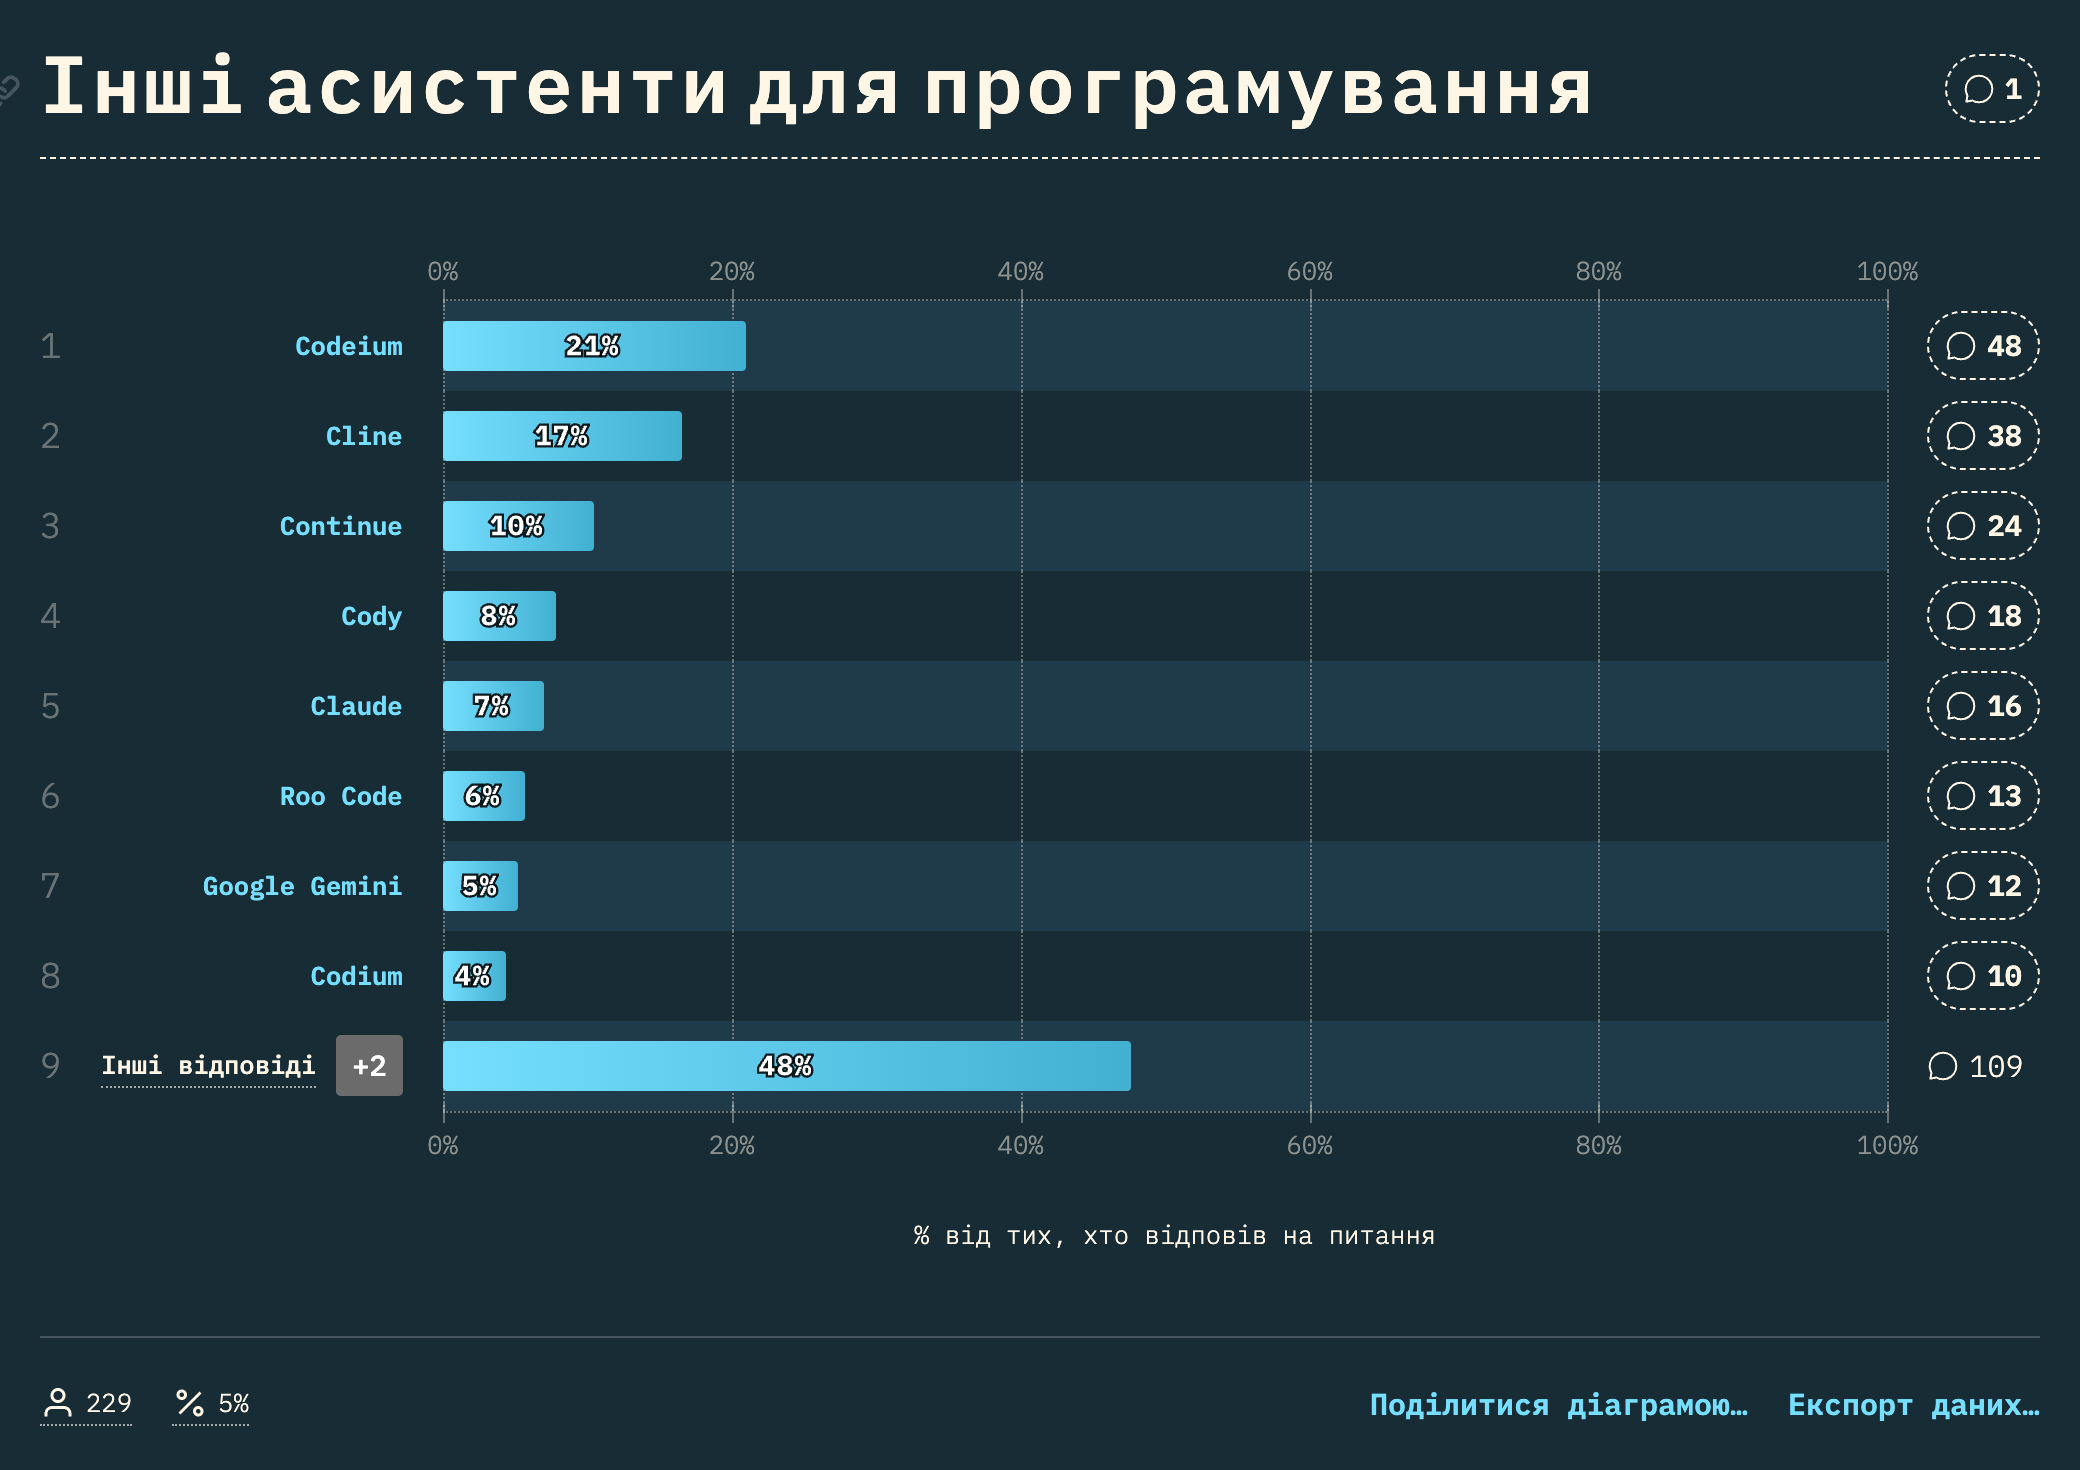 Інші асистенти для програмування
1
0% 20% 40% 60% 80% 100%
1 Codeium 21% 48
2 Cline 17% 38
3 Continue 10% 24
4 Cody 8% 18
5 Claude 7% 16
6 Roo Code 6% 13
7 Google Gemini 5% 12
8 Codium 4% 10
9 Інші відповіді +2 48% 109
0% 20% 40% 60% 80% 100%
% від тих, хто відповів на питання
229 % 5% Поділитися діаграмою… Експорт даних…